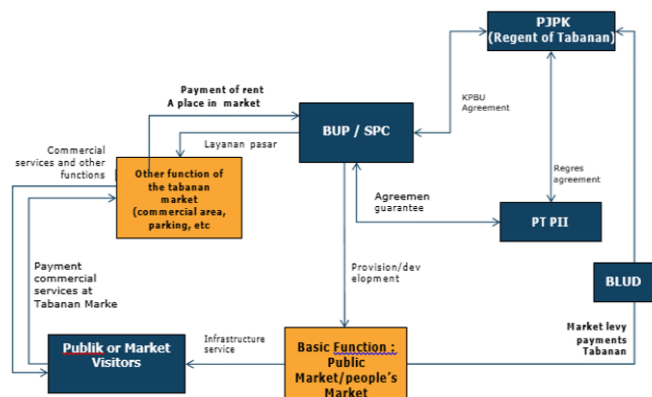 PJPK
(Regent of Tabanan)
Payment of rent
A place in market
KPBU
Agreement
BUP / SPC
Commercial
services and other
functions
Layanan pasar
Other function of
the tabanan
market
(commercial area,
parking, etc
Regres
agreement
Agreemen
guarantee
PT PII
Payment
commercial
services at
Tabanan Marke
Provision/dev
elopment
BLUD
Market levy
payments
Tabanan
Publik or Market
Visitors
Infrastructure
service
Basic Function :
Public
Market/people's
Market